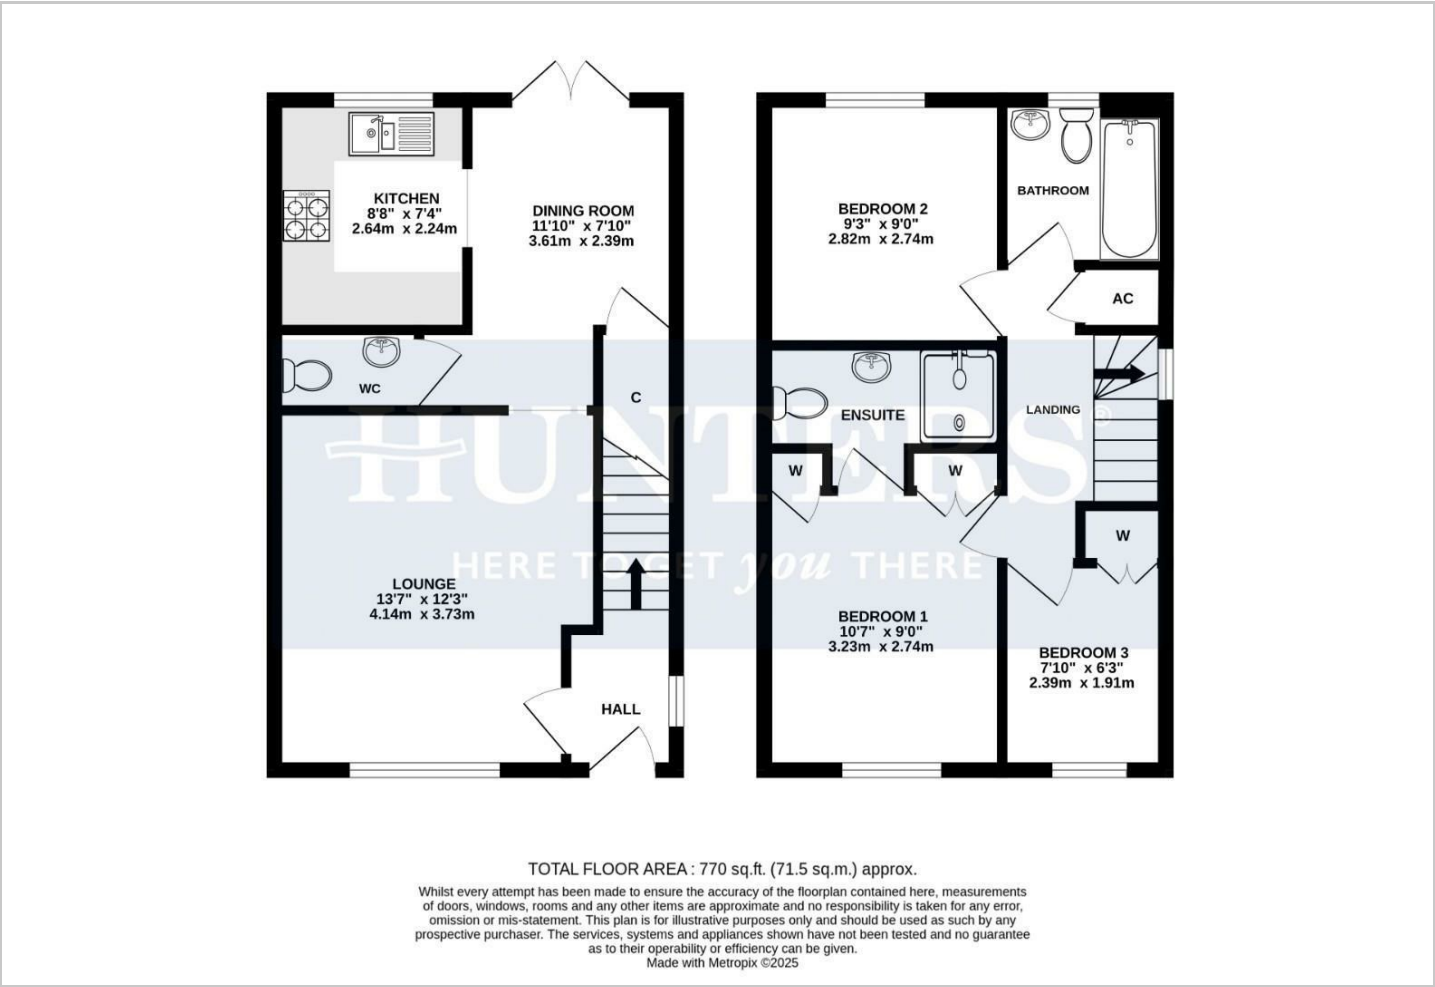 KITCHEN
8'8" x 7'4"
2.64m x 2.24m
DINING ROOM
11'10" x 7'10"
3.61m x 2.39m
WC
C
LOUNGE
13'7" x 12'3"
4.14m x 3.73m
HALL
BEDROOM 2
9'3" x 9'0"
2.82m x 2.74m
BATHROOM
AC
ENSUITE
LANDING
W
W
W
BEDROOM 1
10'7" x 9'0"
3.23m x 2.74m
BEDROOM 3
7'10" x 6'3"
2.39m x 1.91m
HUNTERS®
HERE TO GET you THERE
TOTAL FLOOR AREA : 770 sq.ft. (71.5 sq.m.) approx.
Whilst every attempt has been made to ensure the accuracy of the floorplan contained here, measurements
of doors, windows, rooms and any other items are approximate and no responsibility is taken for any error,
omission or mis-statement. This plan is for illustrative purposes only and should be used as such by any
prospective purchaser. The services, systems and appliances shown have not been tested and no guarantee
as to their operability or efficiency can be given.
Made with Metropix ©2025